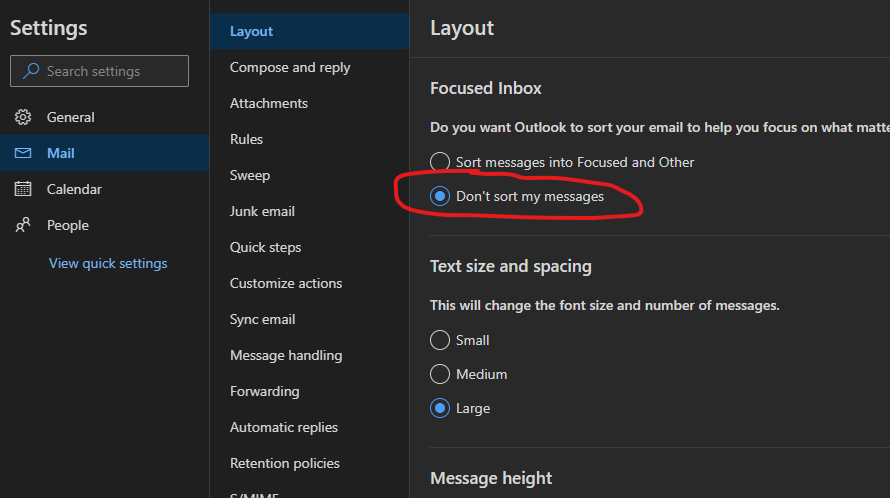 Settings
Search settings
General
Mail
Calendar
People
View quick settings
Layout
Compose and reply
Attachments
Rules
Sweep
Junk email
Quick steps
Customize actions
Sync email
Message handling
Forwarding
Automatic replies
Retention policies
S/MIME
Layout
Focused Inbox
Do you want Outlook to sort your email to help you focus on what matte
Sort messages into Focused and Other
Don't sort my messages
Text size and spacing
This will change the font size and number of messages.
Small
Medium
Large
Message height